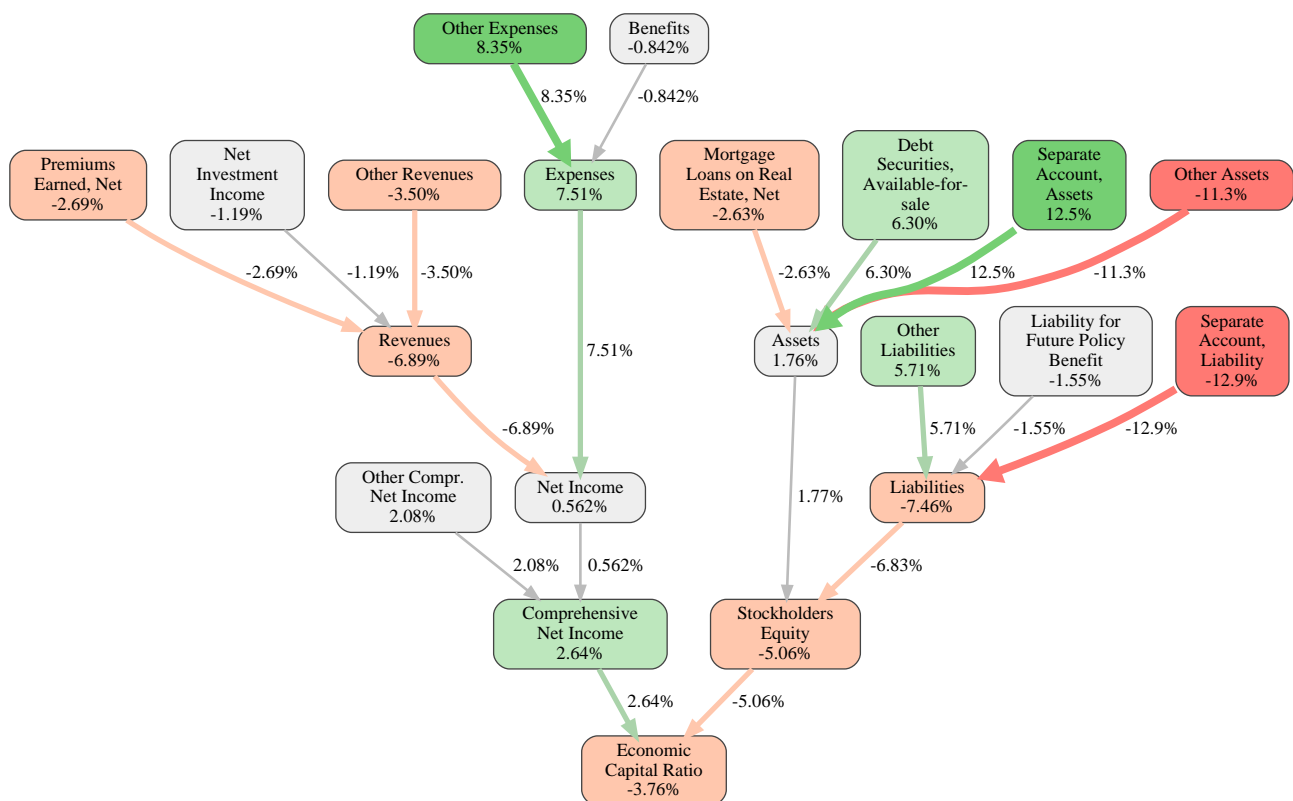 Other Expenses
8.35%
Benefits
-0.842%
8.35%
-0.842%
Premiums
Earned, Net
-2.69%
Net
Investment
Income
-1.19%
Other Revenues
-3.50%
Expenses
7.51%
Mortgage
Loans on Real
Estate, Net
-2.63%
Debt
Securities,
Available-for-
sale
6.30%
Separate
Account,
Assets
12.5%
Other Assets
-11.3%
-2.69%
-1.19%
-3.50%
-2.63%
6.30%
12.5%
-11.3%
Revenues
-6.89%
7.51%
Assets
1.76%
Other
Liabilities
5.71%
Liability for
Future Policy
Benefit
-1.55%
Separate
Account,
Liability
-12.9%
-6.89%
5.71%
-1.55%
-12.9%
Other Compr.
Net Income
2.08%
Net Income
0.562%
1.77%
Liabilities
-7.46%
2.08%
0.562%
-6.83%
Comprehensive
Net Income
2.64%
Stockholders
Equity
-5.06%
2.64%
-5.06%
Economic
Capital Ratio
-3.76%